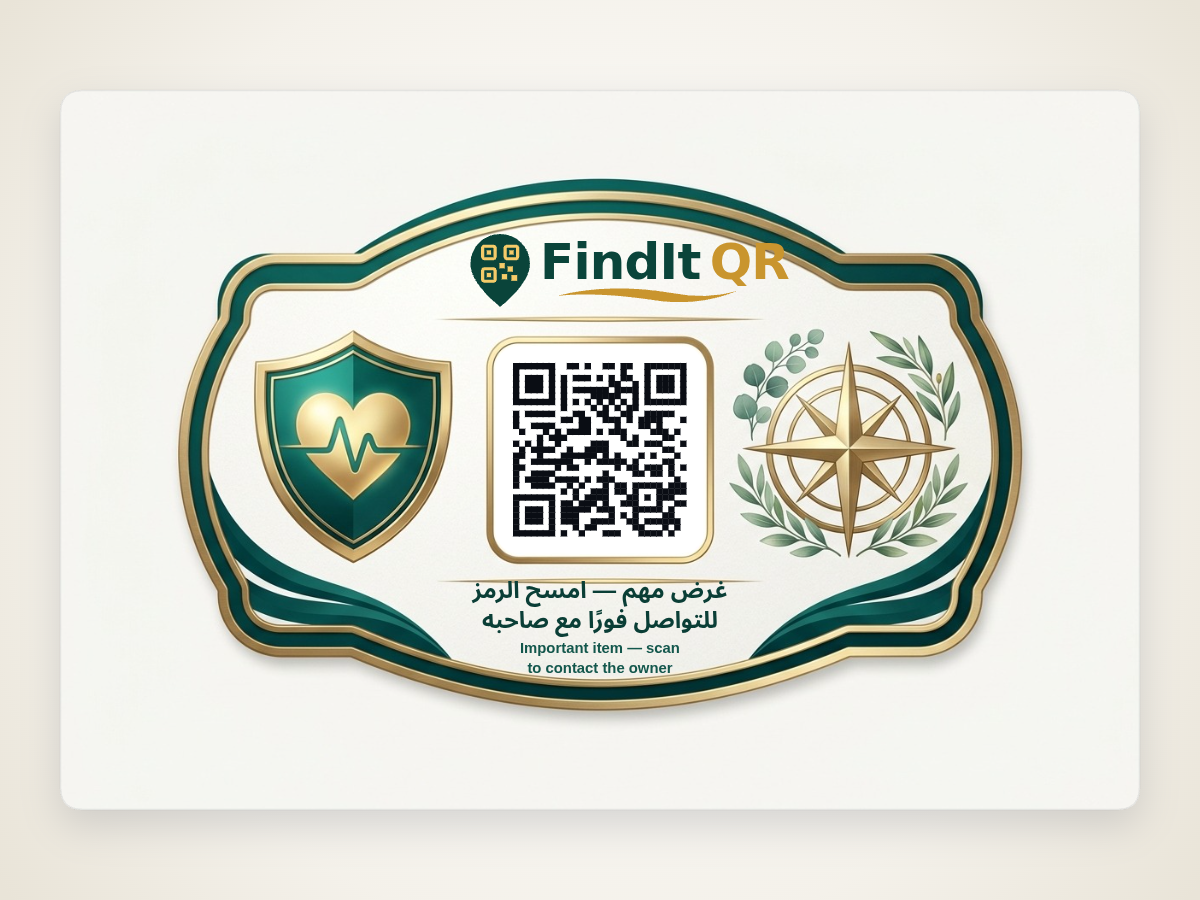 FindIt QR
غرض مهم — امسح الرمز
للتواصل فورًا مع صاحبه
Important item — scan
to contact the owner